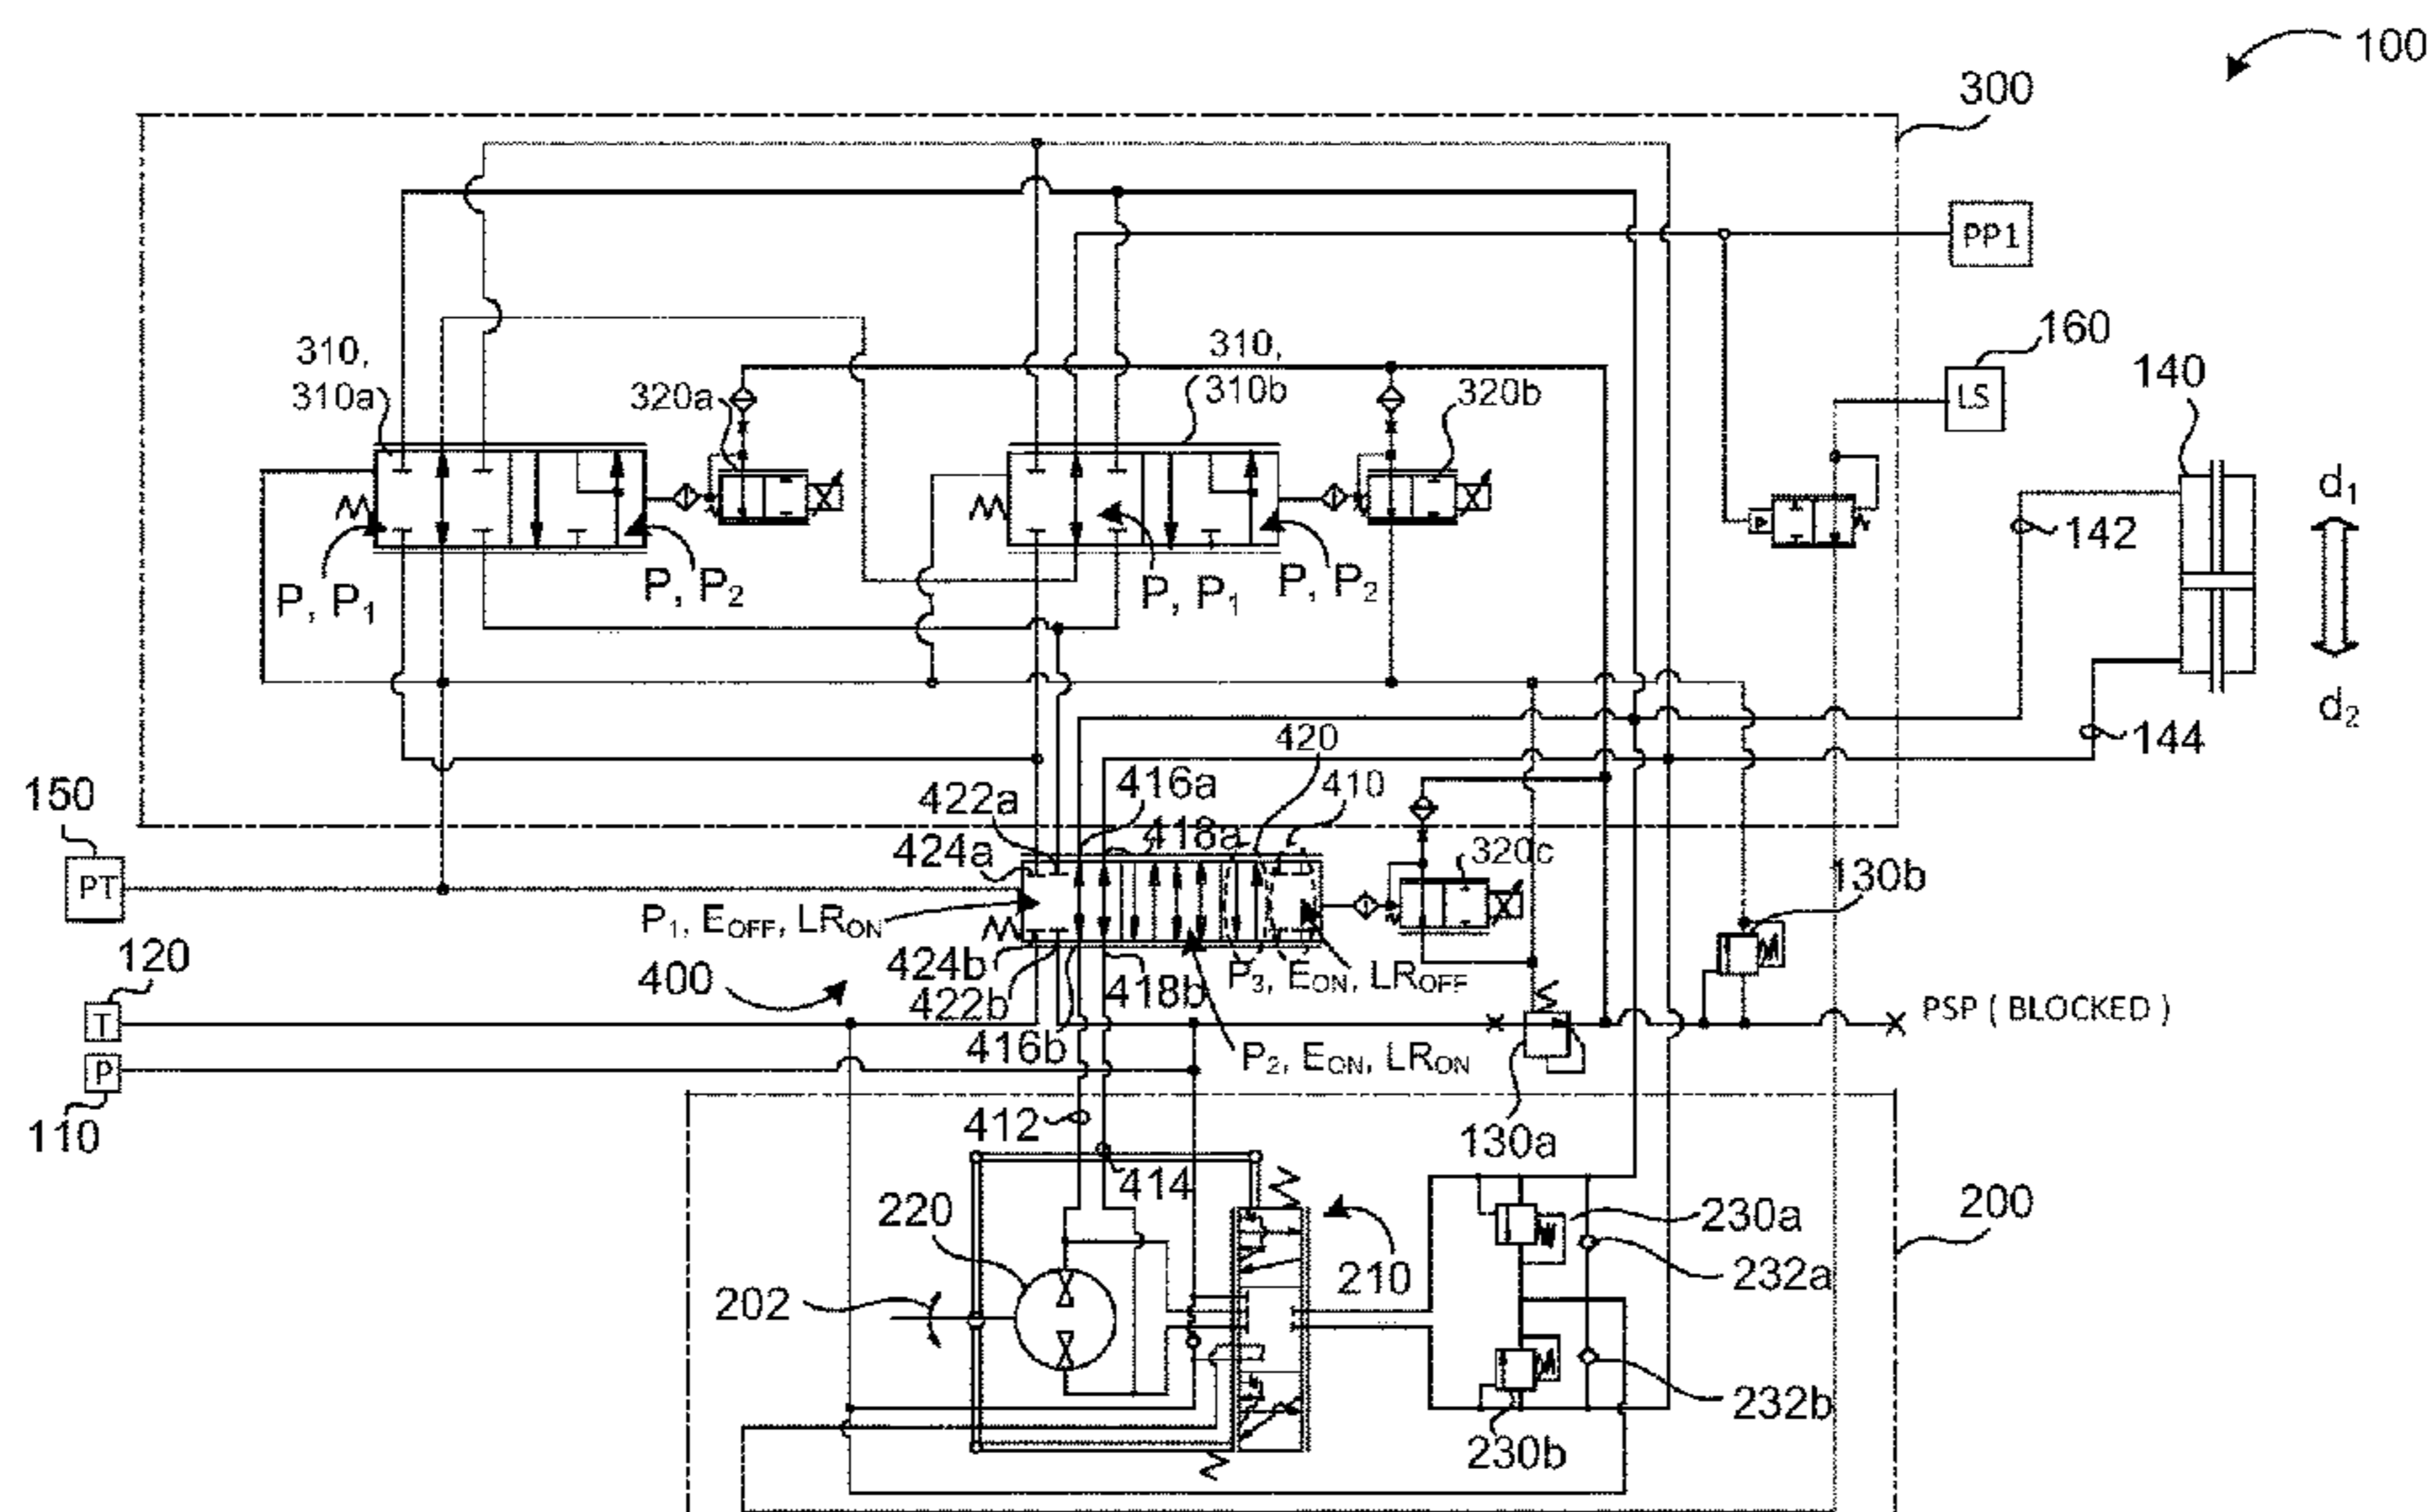 100
300
PP1
160
LS
140
310,
310a
320a
310,
310b
320b
d1
142
P, P1
P, P2
P, P1
P, P2
d2
144
420
410
416a
422a
150
418a
424a
320c
PT
130b
P1, EOFF, LRON
120
424b
P3, EON, LROFF
400
418b
422b
T
PSP ( BLOCKED )
416b
P2, EON, LRON
P
412
110
130a
414
220
200
230a
210
232a
202
232b
230b